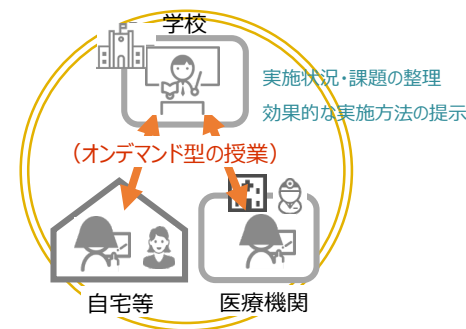 学校
実施状況・課題の整理
効果的な実施方法の提示
（オンデマンド型の授業）
自宅等
医療機関